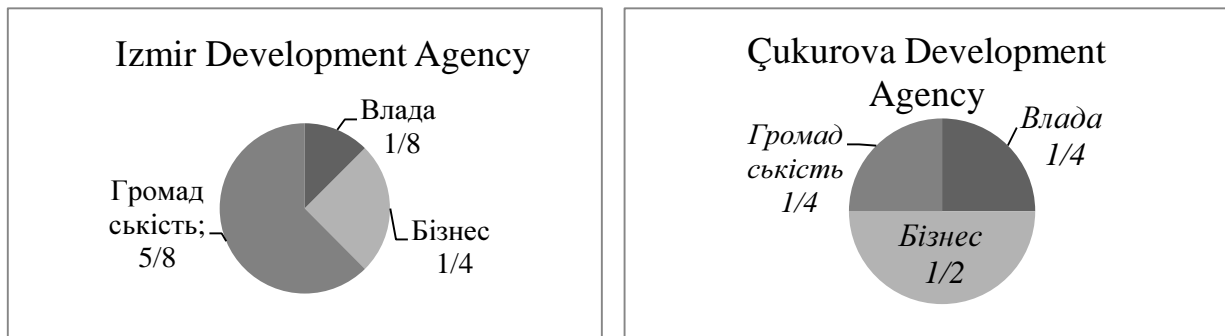 Izmir Development Agency
Влада
1/8
Громад
ськість;
5/8
Бізнес
1/4
Çukurova Development
Agency
Громад
ськість
1/4
Влада
1/4
Бізнес
1/2